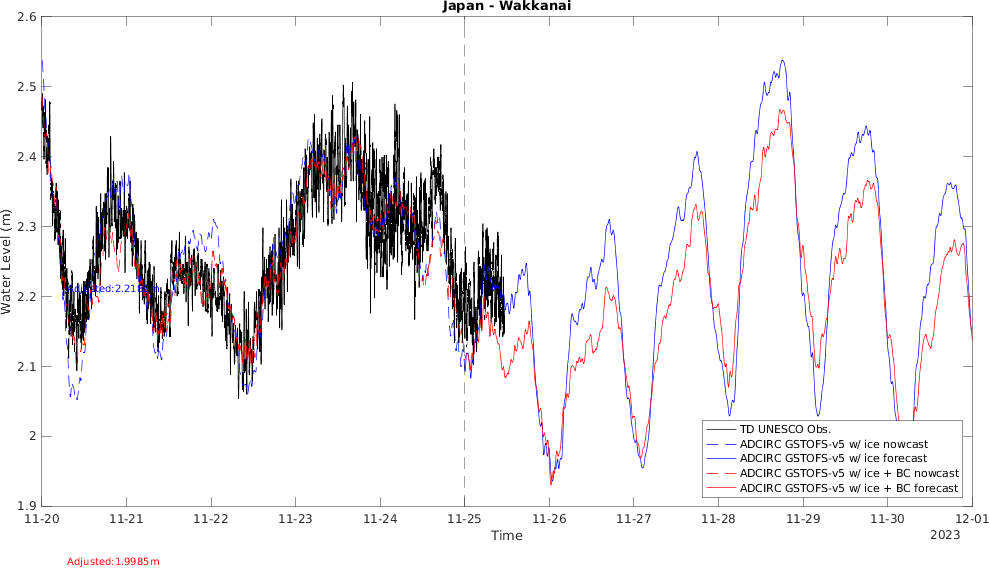 Japan - Wakkanai
Water Level (m)
2.6
2.5
2.4
2.3
2.2
2.1
2
1.9
TD UNESCO Obs.
ADCIRC GSTOFS-v5 w/ ice nowcast
ADCIRC GSTOFS-v5 w/ ice forecast
ADCIRC GSTOFS-v5 w/ ice + BC nowcast
ADCIRC GSTOFS-v5 w/ ice + BC forecast
11-20 11-21 11-22 11-23 11-24 11-25 11-26 11-27 11-28 11-29 11-30 12-01
Time
2023
Adjusted:1.9985m